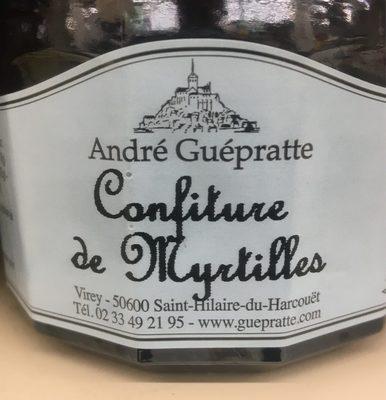 André Guépratte
Confiture
de Myrtilles
Virey - 50600 Saint-Hilaire-du-Harcouët
Tél. 02 33 49 21 95 - www.guepratte.com